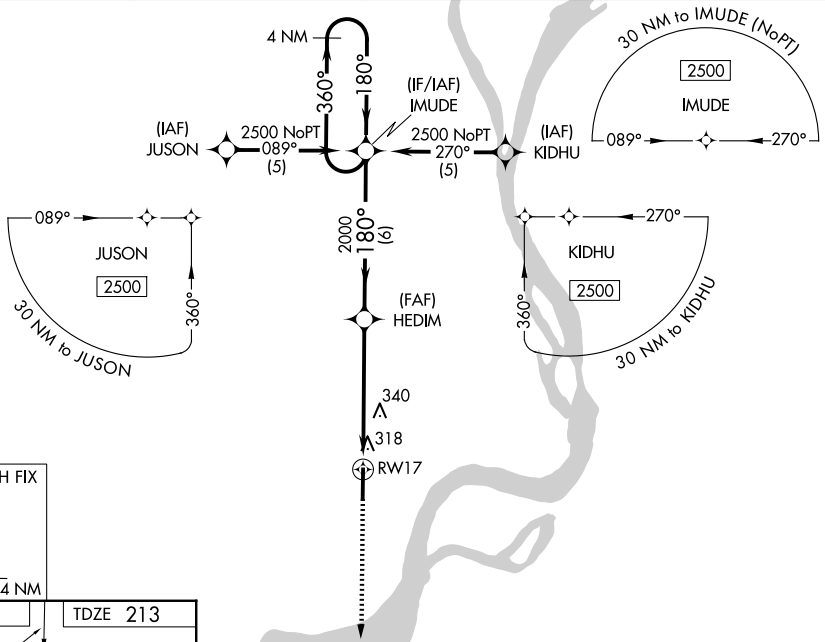 4 NM
360°
180°
(IF/IAF)
IMUDE
30 NM to IMUDE (NoPT)
2500
IMUDE
089°
270°
(IAF)
JUSON
2500 NoPT
089°
(5)
2500 NoPT
270°
(5)
(IAF)
KIDHU
089°
JUSON
2500
360°
30 NM to JUSON
2000
180°
(6)
270°
KIDHU
2500
360°
30 NM to KIDHU
(FAF)
HEDIM
340
318
RW17
H FIX
4 NM
TDZE 213